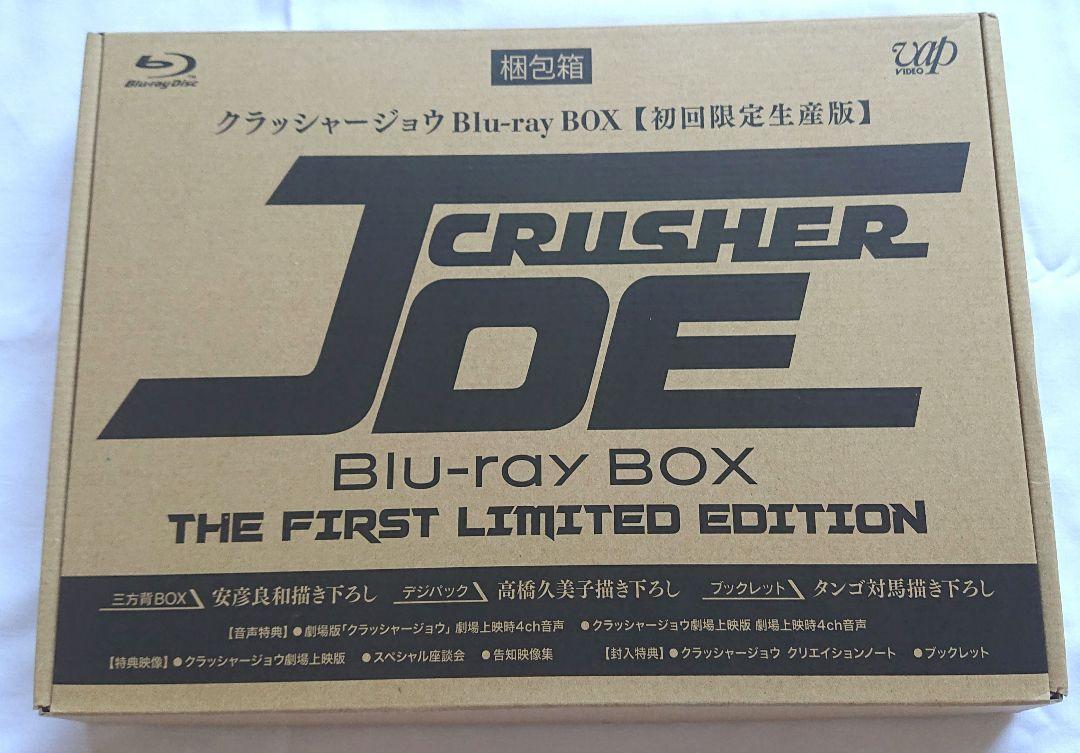 Blu-ray Disc™
梱包箱
vap
VIDEO
クラッシャージョウ Blu-ray BOX【初回限定生産版】
CRUSHER
JOE
Blu-ray BOX
THE FIRST LIMITED EDITION
三方背BOX 安彦良和描き下ろし デジパック 高橋久美子描き下ろし ブックレット タンゴ対馬描き下ろし
【音声特典】●劇場版「クラッシャージョウ」劇場上映時4ch音声 ●クラッシャージョウ劇場上映版 劇場上映時4ch音声
【特典映像】●クラッシャージョウ劇場上映版 ●スペシャル座談会 ●告知映像集 【封入特典】●クラッシャージョウ クリエイションノート ●ブックレット